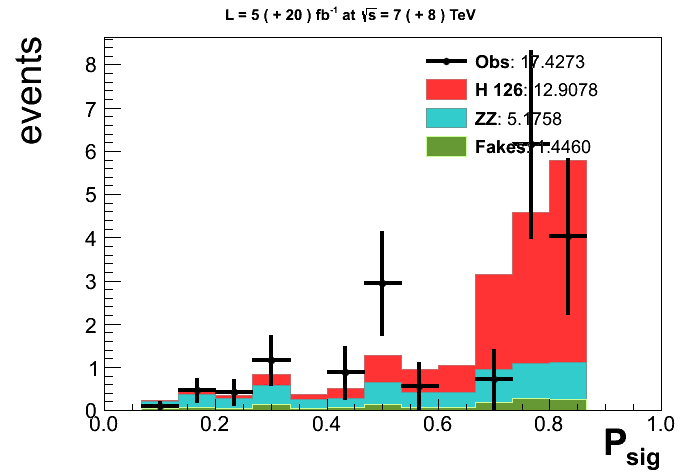 L = 5 ( + 20 ) fb⁻¹ at √s = 7 ( + 8 ) TeV
events
8
7
6
5
4
3
2
1
0
Obs: 17.4273
H 126: 12.9078
ZZ: 5.1758
Fakes: 1.4460
0.0 0.2 0.4 0.6 0.8 1.0
Psig